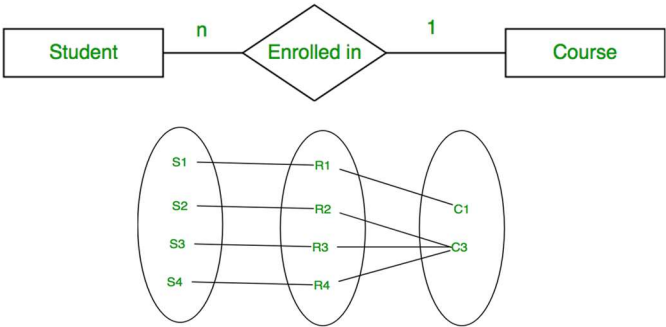 n
1
Student
Enrolled in
Course
S1
R1
S2
R2
C1
S3
R3
C3
S4
R4